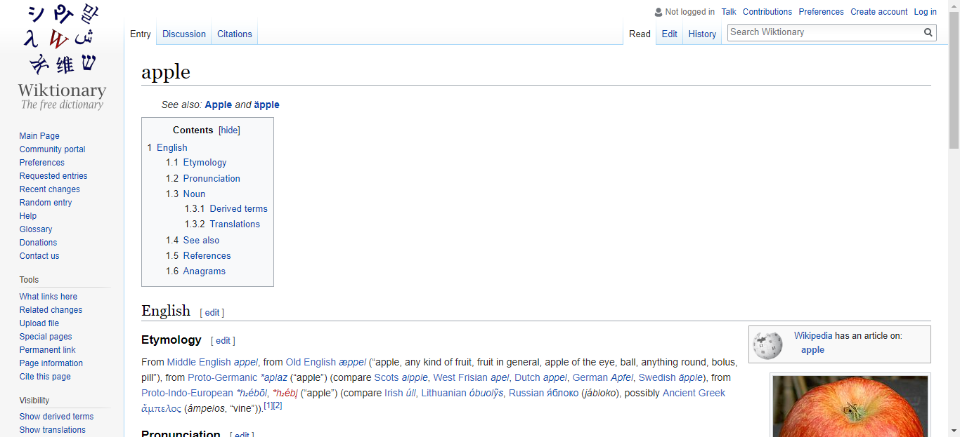 Not logged in Talk Contributions Preferences Create account Log in
Entry Discussion Citations Read Edit History Search Wiktionary
シ 말
λ W
维 ש
Wiktionary
The free dictionary
Main Page
Community portal
Preferences
Requested entries
Recent changes
Random entry
Help
Glossary
Donations
Contact us
Tools
What links here
Related changes
Upload file
Special pages
Permanent link
Page information
Cite this page
Visibility
Show derived terms
Show translations
apple
See also: Apple and äpple
Contents [hide]
1 English
1.1 Etymology
1.2 Pronunciation
1.3 Noun
1.3.1 Derived terms
1.3.2 Translations
1.4 See also
1.5 References
1.6 Anagrams
English [ edit ]
Etymology [ edit ]
From Middle English appel, from Old English æppel (“apple, any kind of fruit, fruit in general, apple of the eye, ball, anything round, bolus,
pill”), from Proto-Germanic *aplaz (“apple”) (compare Scots aipple, West Frisian apel, Dutch appel, German Apfel, Swedish äpple), from
Proto-Indo-European (“apple”) (compare Irish úll, Lithuanian óbuolỹs, Russian я́блоко (jábloko), possibly Ancient Greek
ἄμπελος (ámpelos, “vine”)).[1][2]
Wikipedia has an article on:
apple
Pronunciation [ edit ]